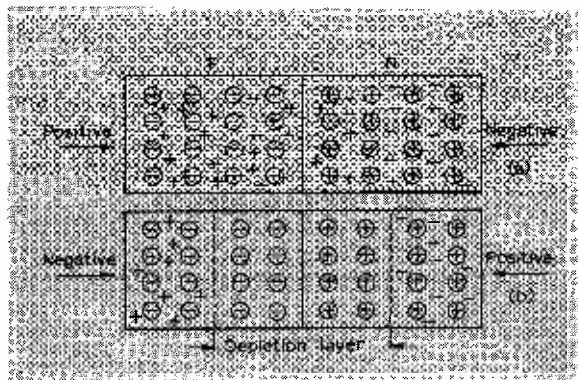 P N
Positive Negative
(a)
Negative Positive
(b)
Depletion layer